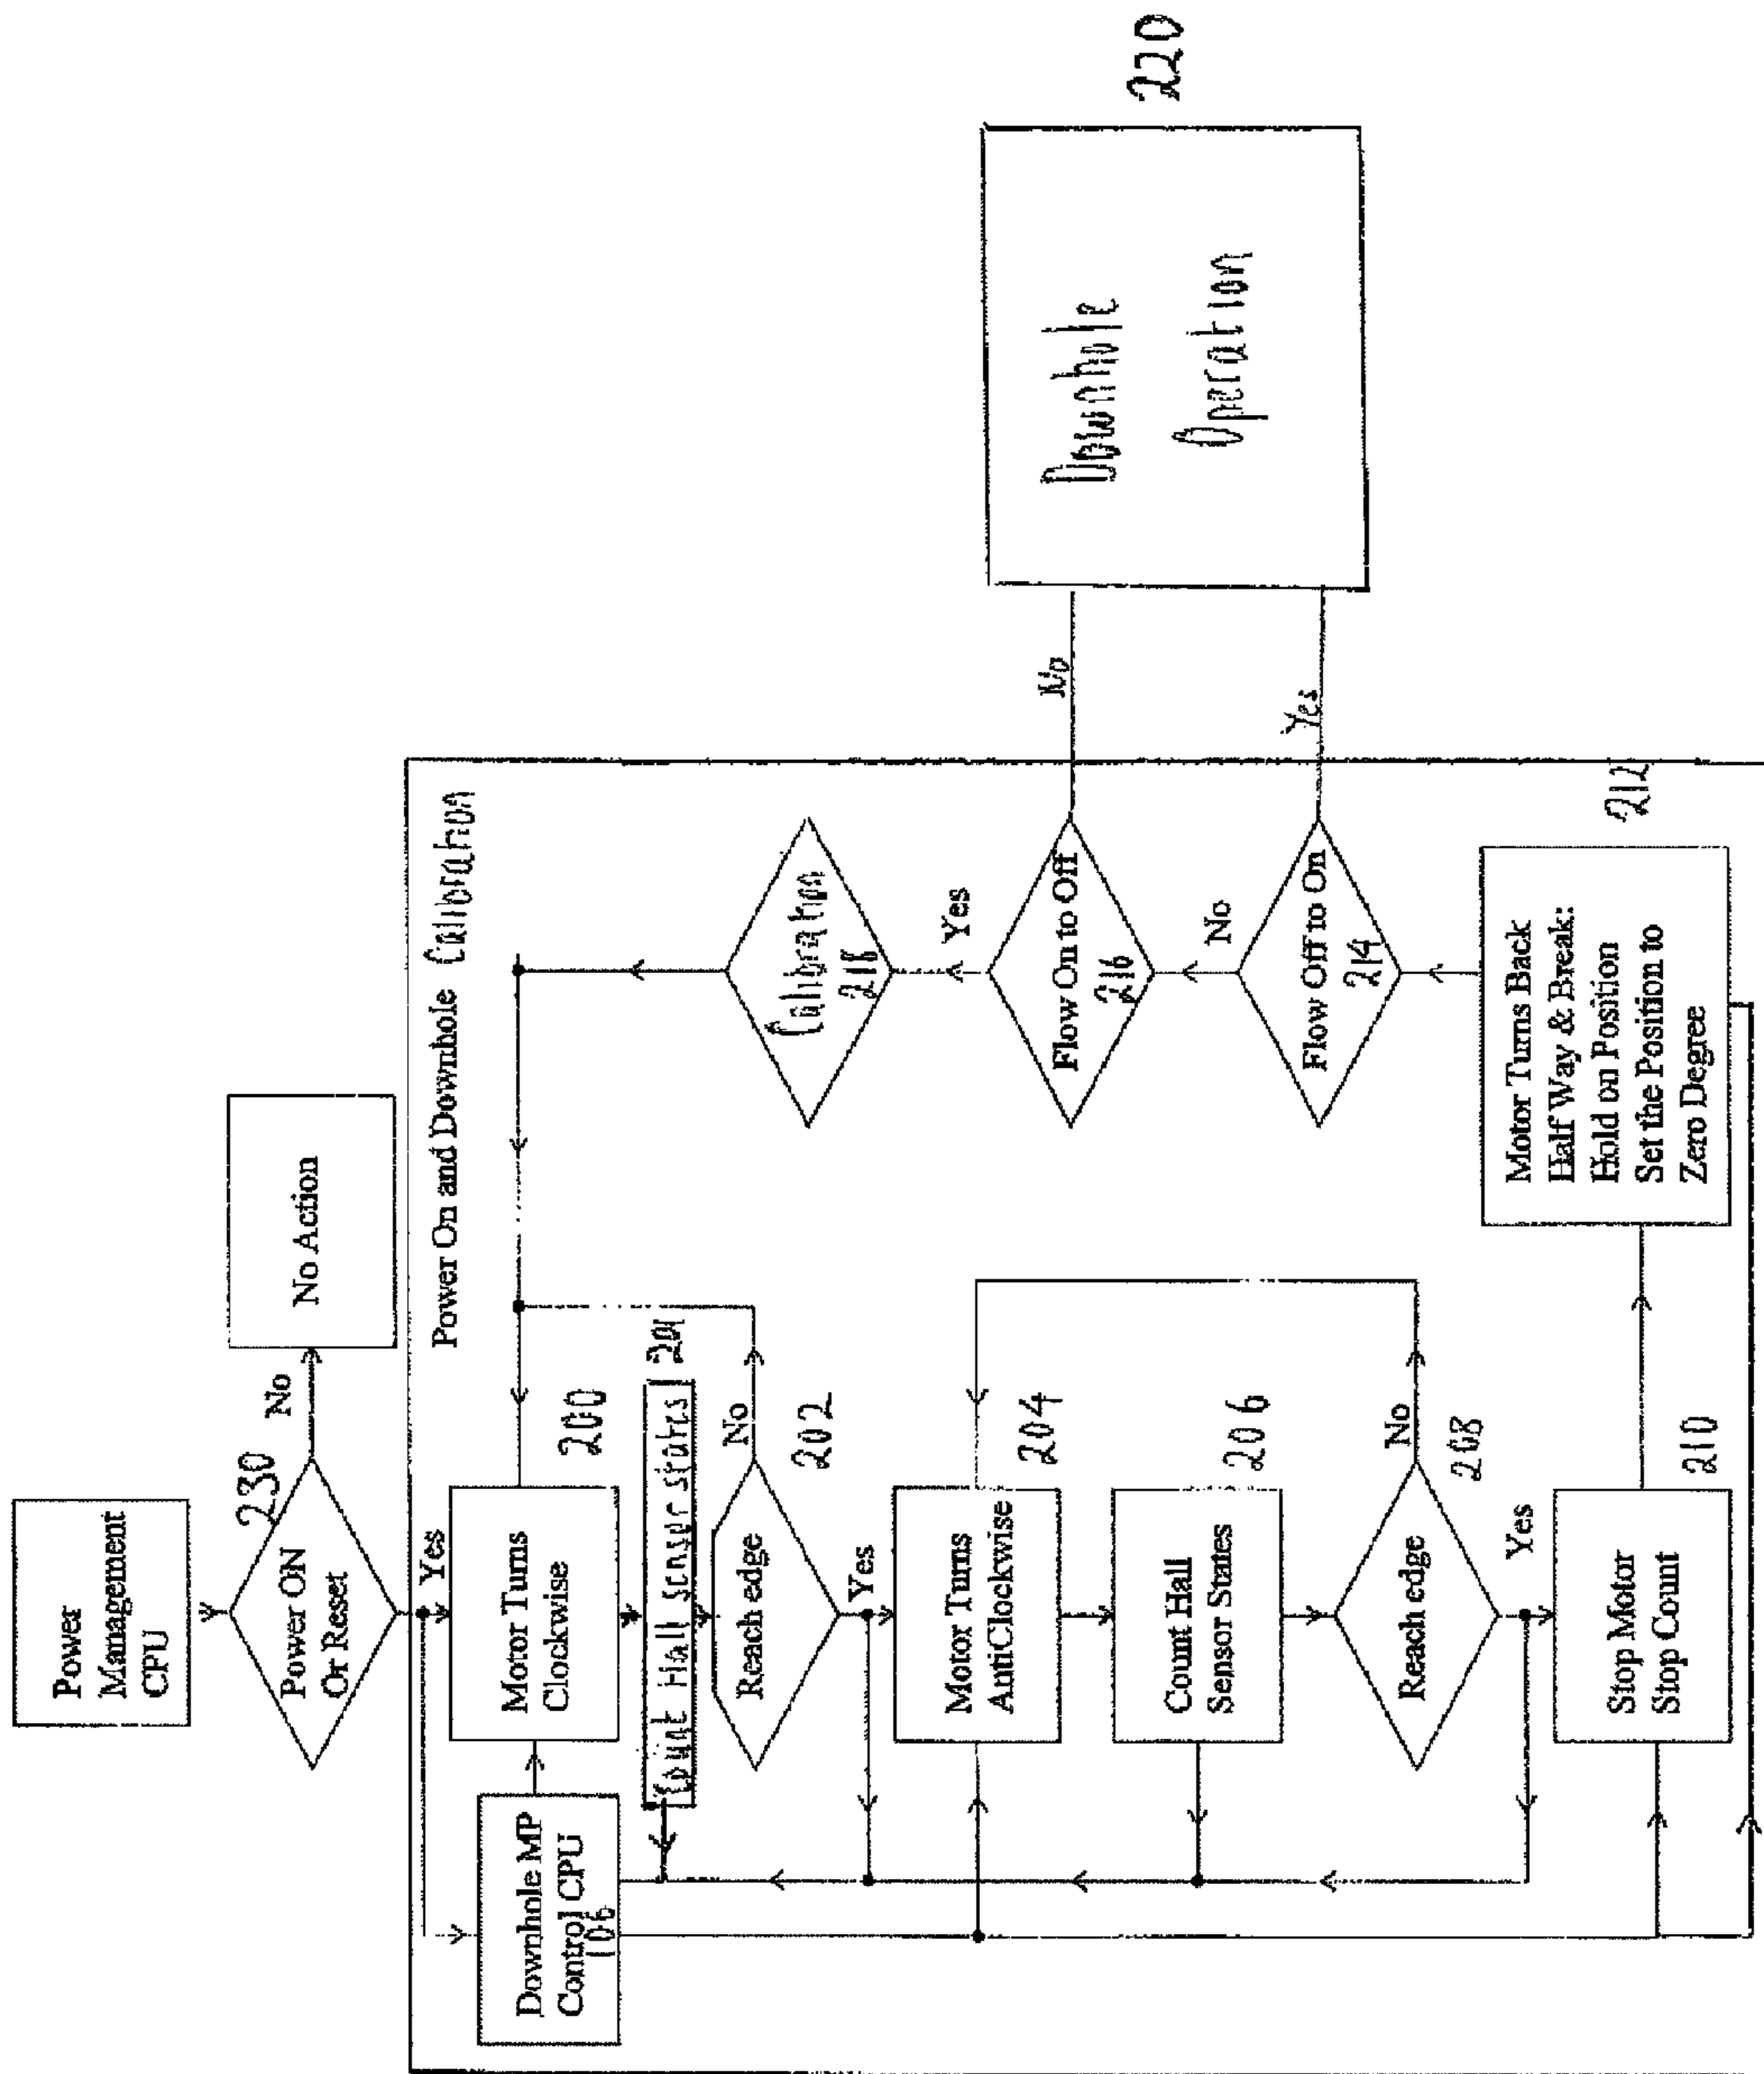 Power
Management
CPU
230
Power ON
Or Reset
No
No Action
Yes
Power On and Downhole Calibration
Downhole MP
Control CPU
106
Motor Turns
Clockwise
200
Count Hall sensor states
201
Reach edge
No
202
Yes
Motor Turns
AntiClockwise
204
Count Hall
Sensor States
206
Reach edge
No
208
Yes
Stop Motor
Stop Count
210
Motor Turns Back
Half Way & Break:
Hold on Position
Set the Position to
Zero Degree
212
Flow Off to On
214
Yes
No
Flow On to Off
216
No
Yes
Calibration
218
Downhole
Operation
220